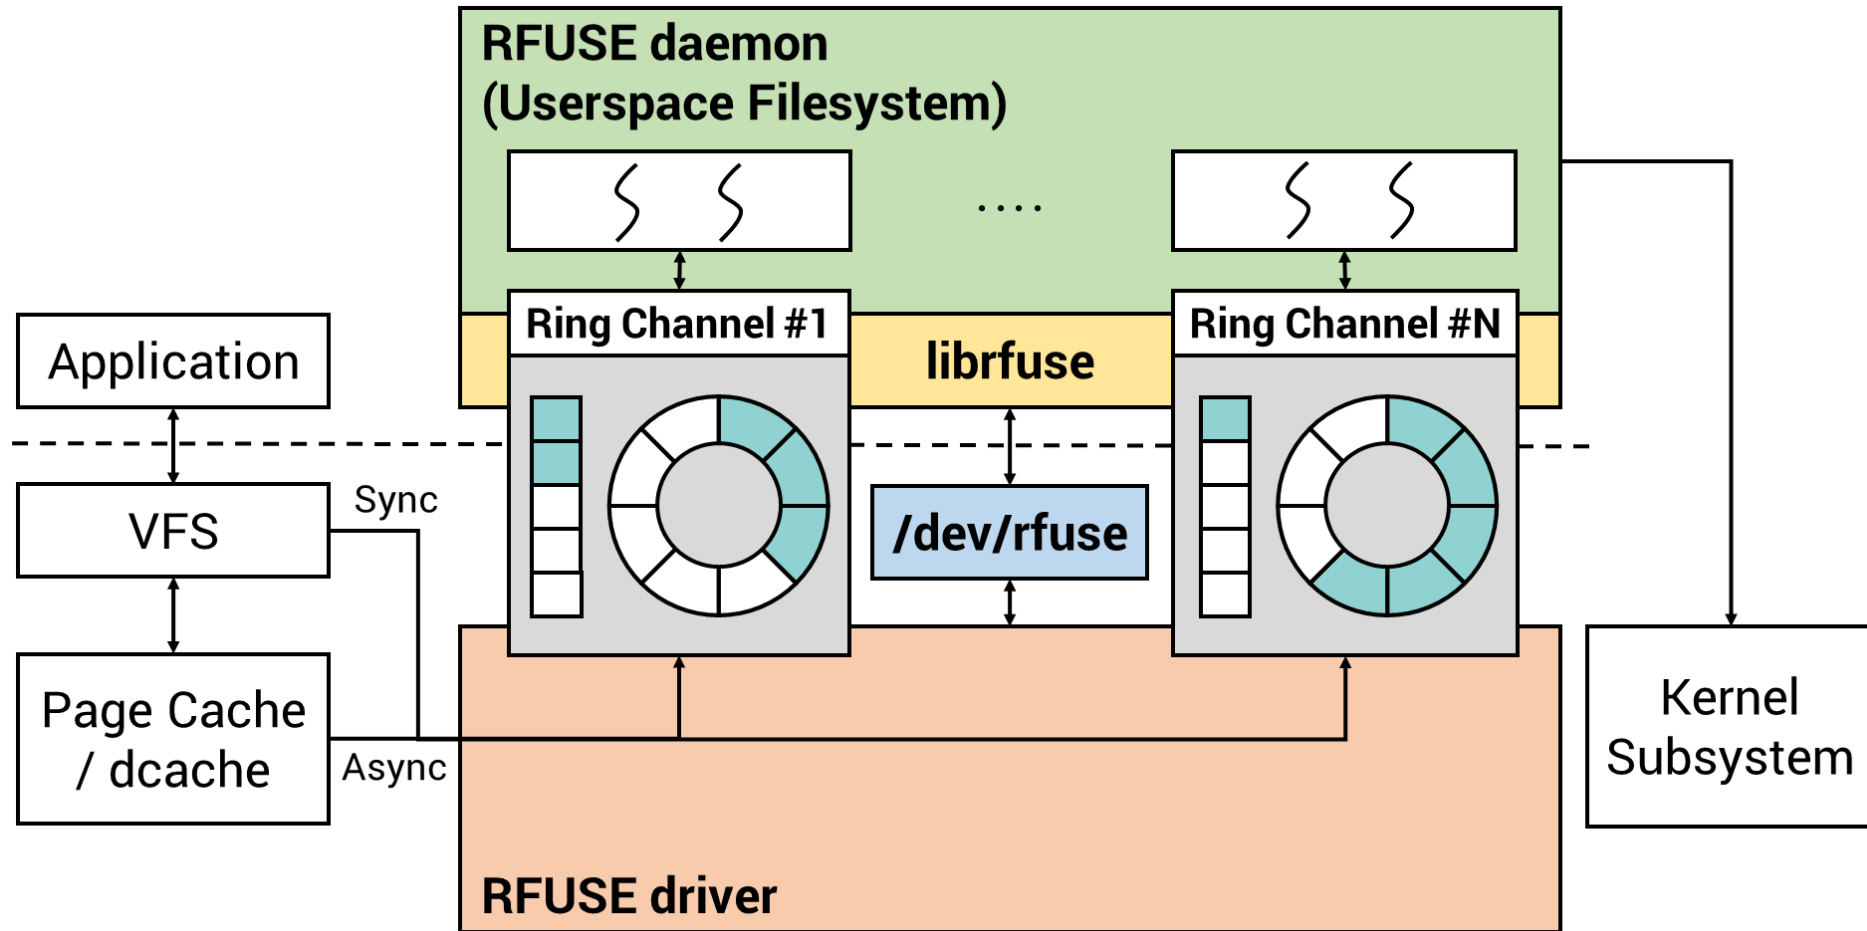 RFUSE daemon
(Userspace Filesystem)
....
Ring Channel #1
Ring Channel #N
librfuse
Application
VFS
Sync
/dev/rfuse
Page Cache
/ dcache
Async
Kernel
Subsystem
RFUSE driver